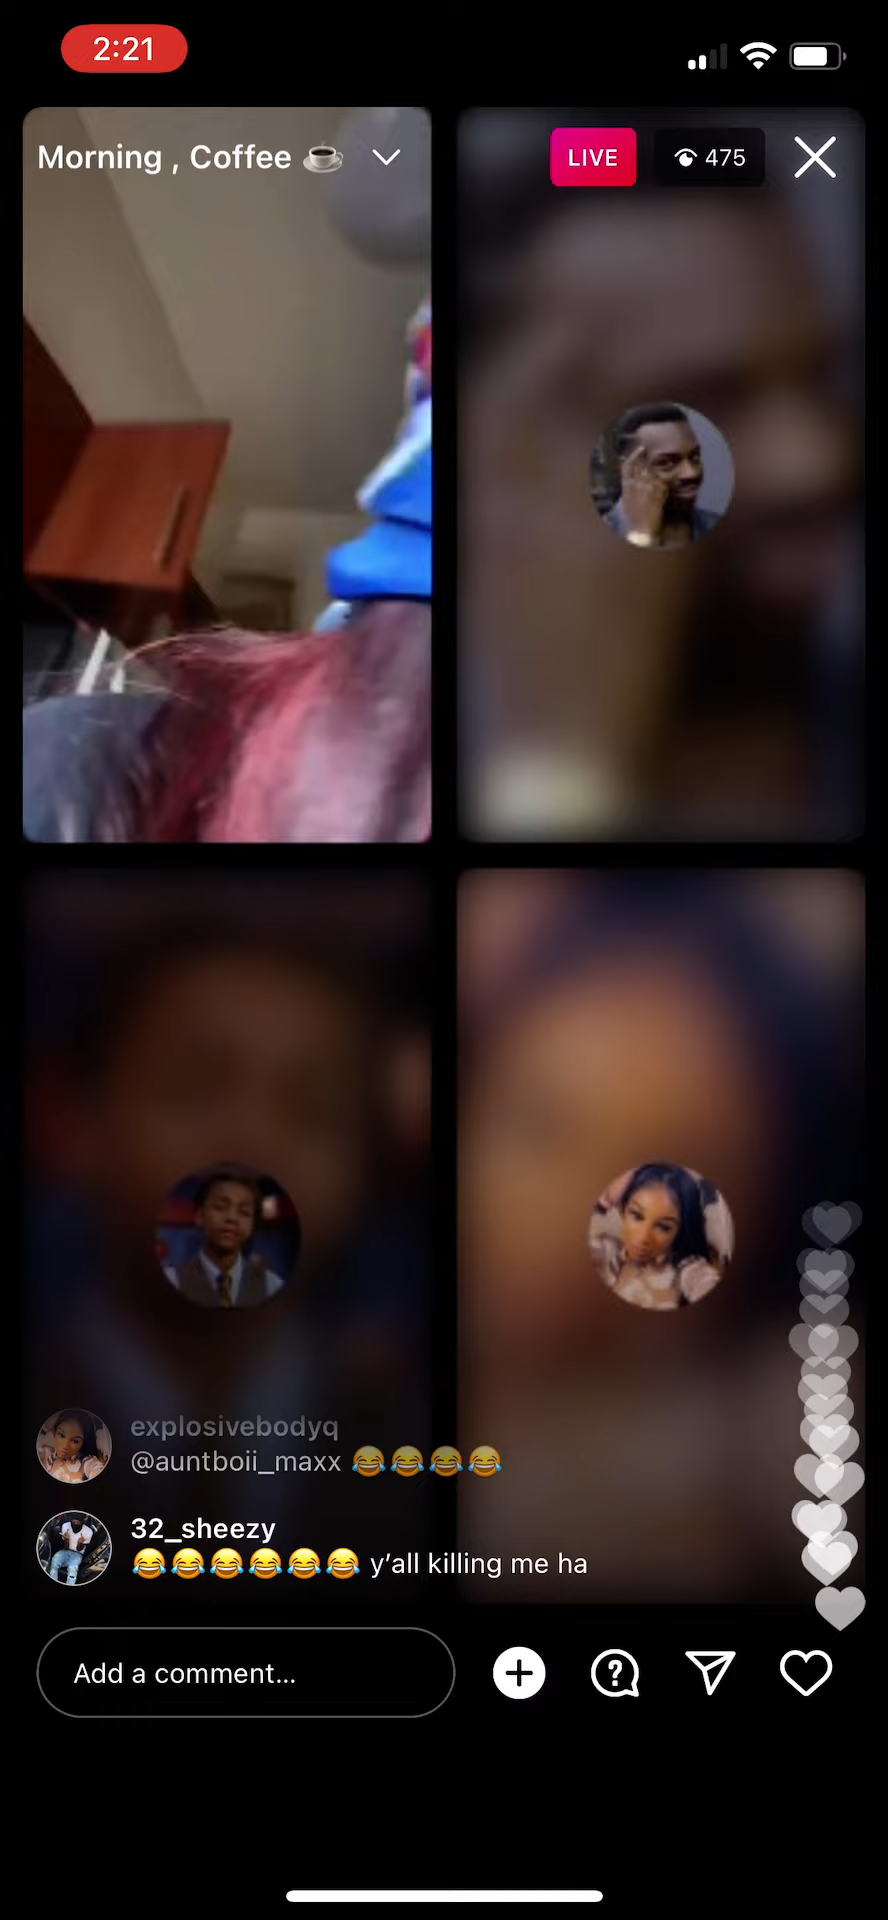 2:21
Morning , Coffee ☕
LIVE
475
explosivebodyq
@auntboii_maxx 😂😂😂😂
32_sheezy
😂😂😂😂😂😂 y'all killing me ha
Add a comment...